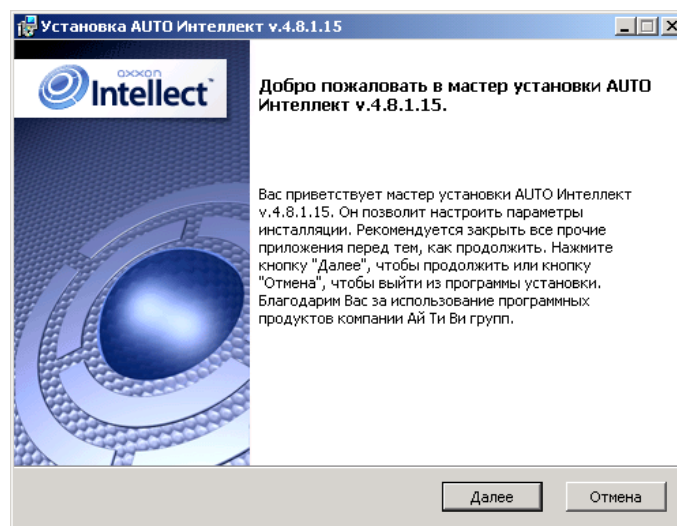 Установка AUTO Интеллект v.4.8.1.15
axxon
Intellect
Добро пожаловать в мастер установки AUTO
Интеллект v.4.8.1.15.
Вас приветствует мастер установки AUTO Интеллект
v.4.8.1.15. Он позволит настроить параметры
инсталляции. Рекомендуется закрыть все прочие
приложения перед тем, как продолжить. Нажмите
кнопку "Далее", чтобы продолжить или кнопку
"Отмена", чтобы выйти из программы установки.
Благодарим Вас за использование программных
продуктов компании Ай Ти Ви групп.
Далее
Отмена